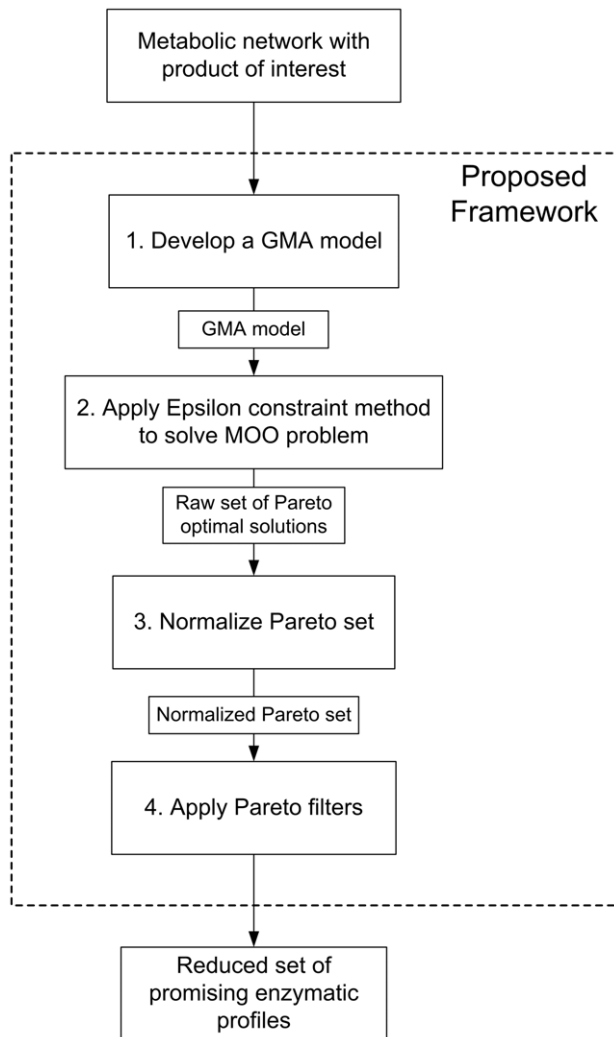 Metabolic network with
product of interest
Proposed
Framework
1. Develop a GMA model
GMA model
2. Apply Epsilon constraint method
to solve MOO problem
Raw set of Pareto
optimal solutions
3. Normalize Pareto set
Normalized Pareto set
4. Apply Pareto filters
Reduced set of
promising enzymatic
profiles